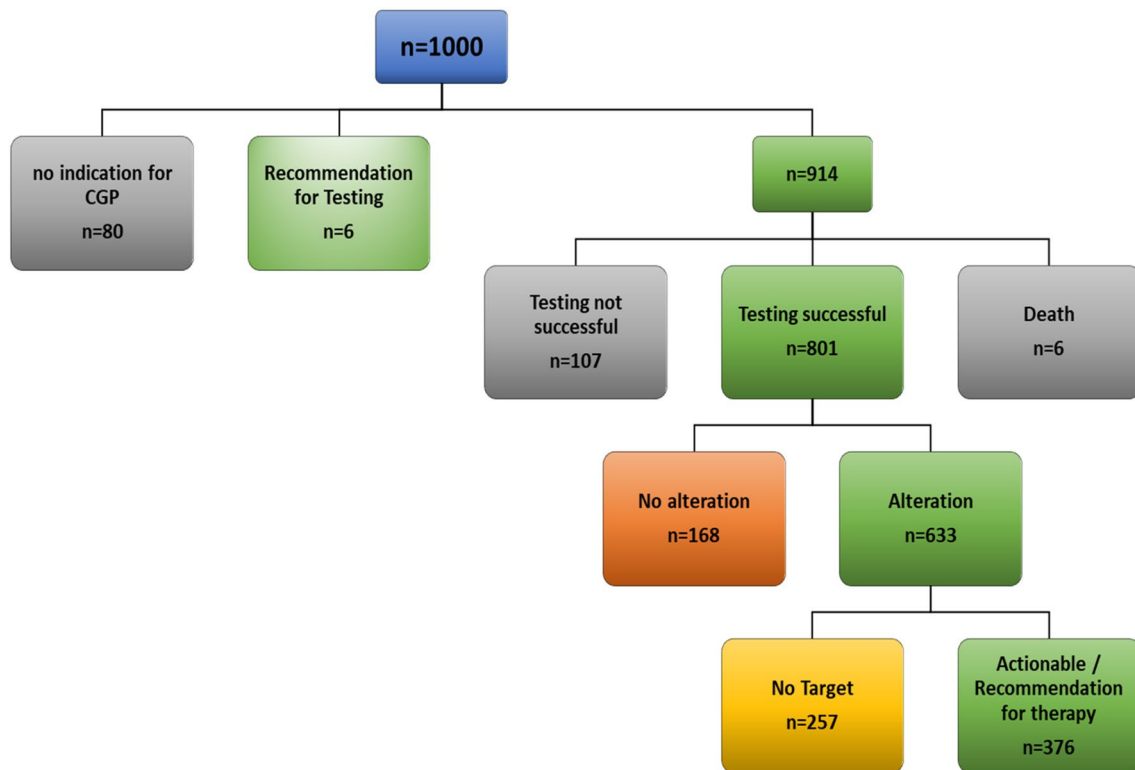 n=1000
no indication for
CGP
n=80
Recommendation
for Testing
n=6
n=914
Testing not
successful
n=107
Testing successful
n=801
Death
n=6
No alteration
n=168
Alteration
n=633
No Target
n=257
Actionable /
Recommendation
for therapy
n=376